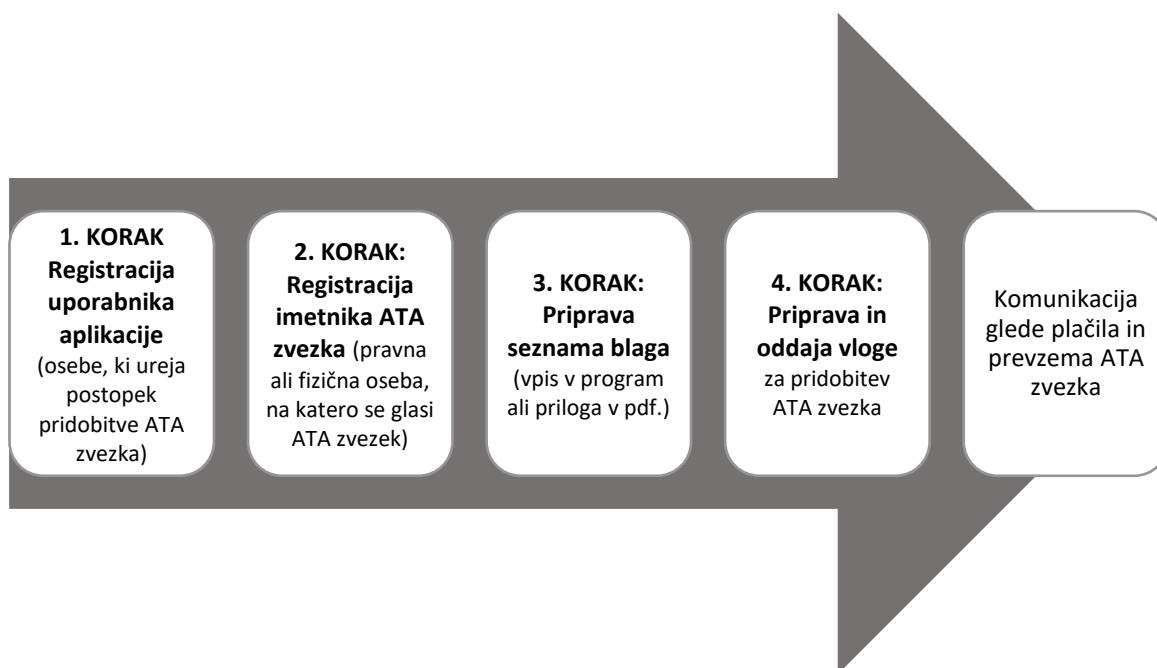 1. KORAK
Registracija
uporabnika
aplikacije
(osebe, ki ureja
postopek
pridobitve ATA
zvezka)
2. KORAK:
Registracija
imetnika ATA
zvezka (pravna
ali fizična oseba,
na katero se glasi
ATA zvezek)
3. KORAK:
Priprava
seznama blaga
(vpis v program
ali priloga v pdf.)
4. KORAK:
Priprava in
oddaja vloge
za pridobitev
ATA zvezka
Komunikacija
glede plačila in
prevzema ATA
zvezka